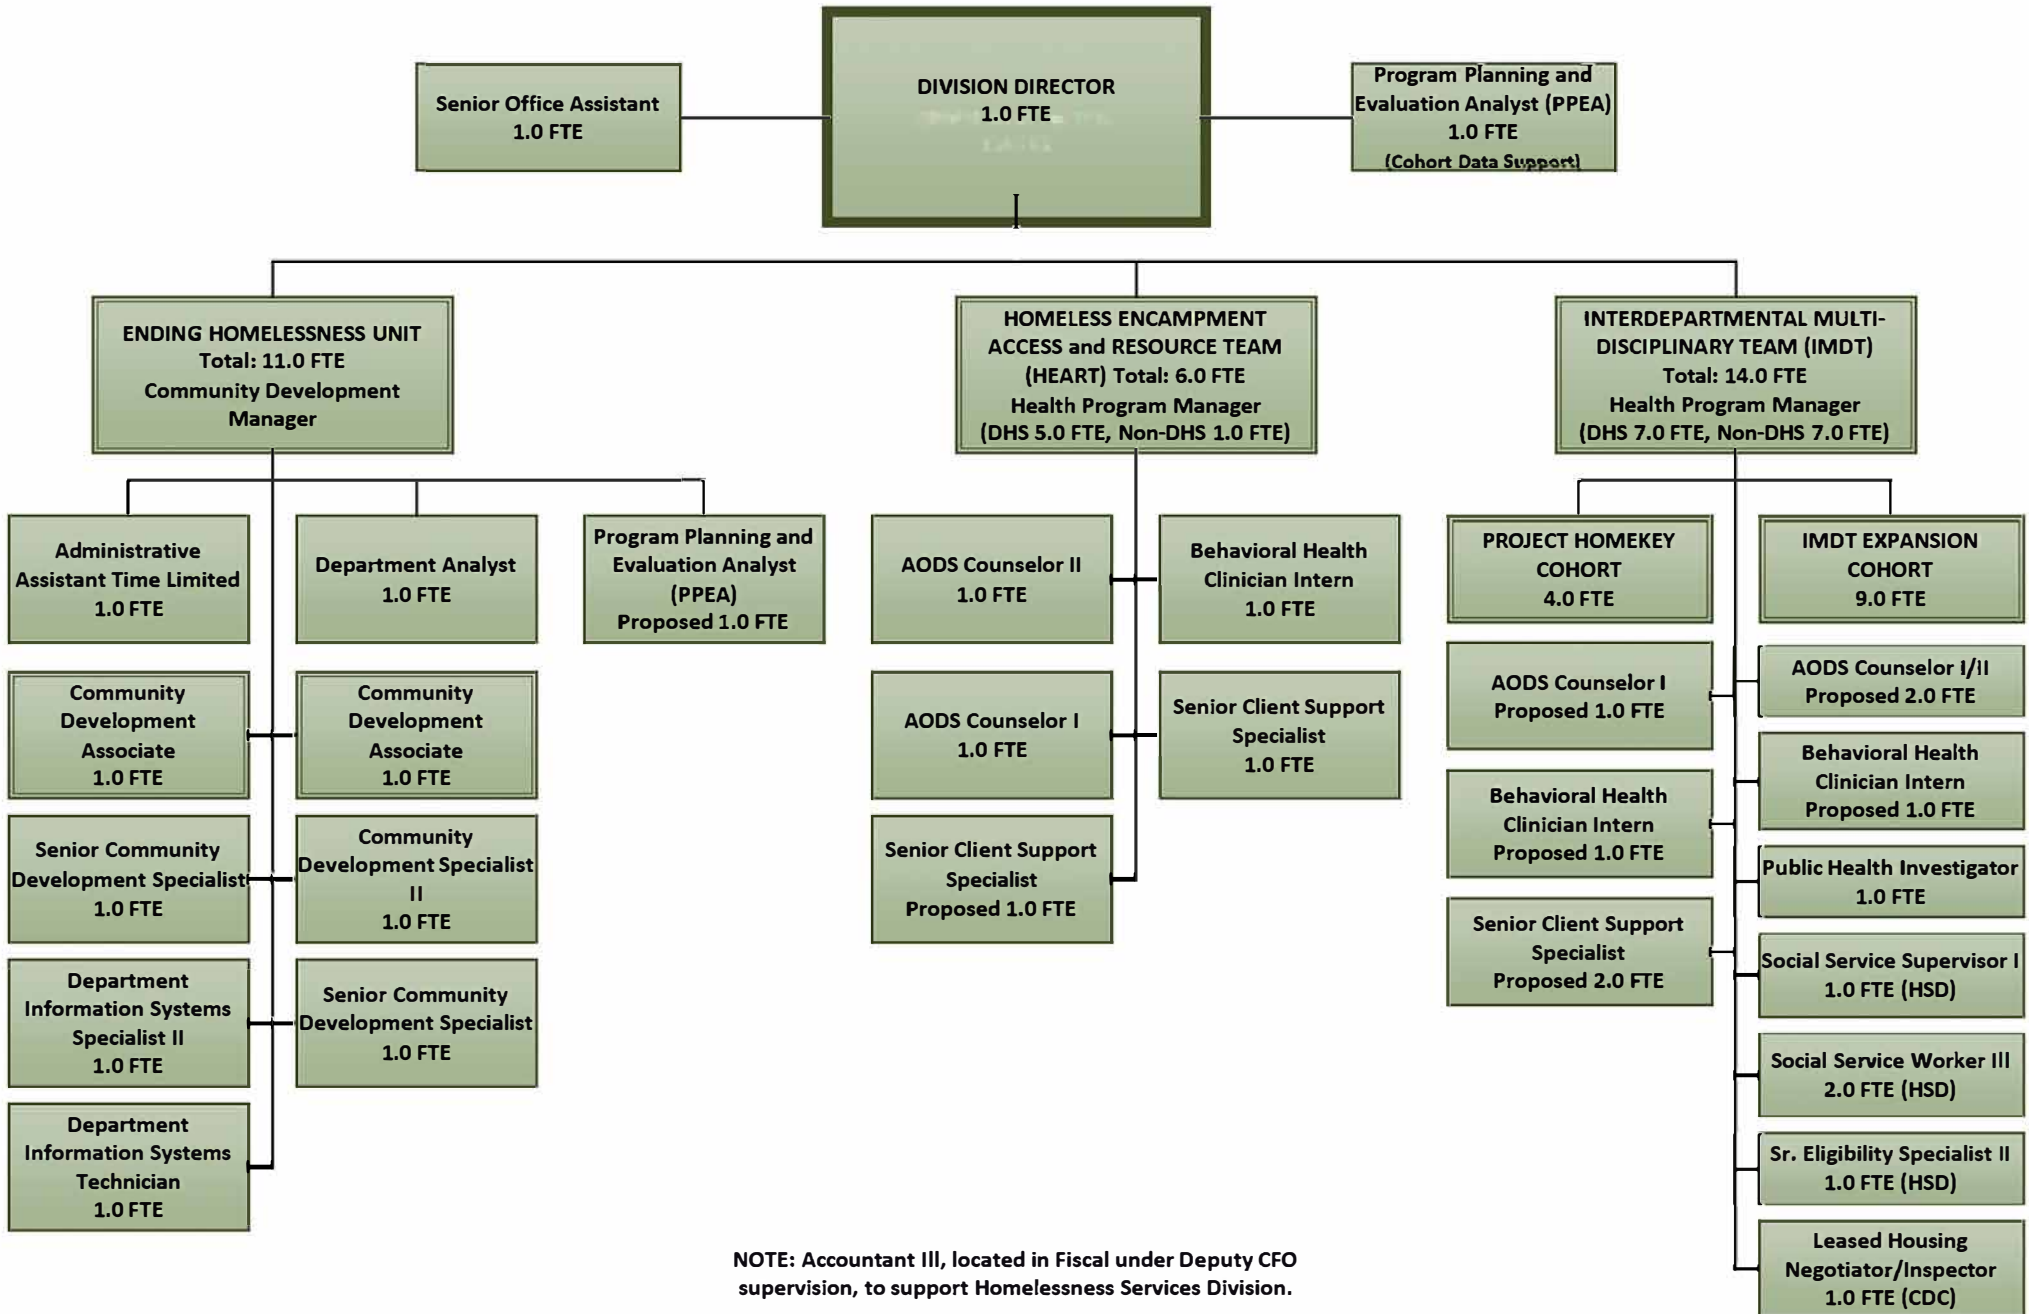 Senior Office Assistant
1.0 FTE
DIVISION DIRECTOR
1.0 FTE
Program Planning and
Evaluation Analyst (PPEA)
1.0 FTE
(Cohort Data Support)
ENDING HOMELESSNESS UNIT
Total: 11.0 FTE
Community Development
Manager
HOMELESS ENCAMPMENT
ACCESS and RESOURCE TEAM
(HEART) Total: 6.0 FTE
Health Program Manager
(DHS 5.0 FTE, Non-DHS 1.0 FTE)
INTERDEPARTMENTAL MULTI-
DISCIPLINARY TEAM (IMDT)
Total: 14.0 FTE
Health Program Manager
(DHS 7.0 FTE, Non-DHS 7.0 FTE)
Administrative
Assistant Time Limited
1.0 FTE
Department Analyst
1.0 FTE
Program Planning and
Evaluation Analyst
(PPEA)
Proposed 1.0 FTE
Community
Development
Associate
1.0 FTE
Community
Development
Associate
1.0 FTE
Senior Community
Development Specialist
1.0 FTE
Community
Development Specialist
II
1.0 FTE
Department
Information Systems
Specialist II
1.0 FTE
Senior Community
Development Specialist
1.0 FTE
Department
Information Systems
Technician
1.0 FTE
AODS Counselor II
1.0 FTE
Behavioral Health
Clinician Intern
1.0 FTE
AODS Counselor I
1.0 FTE
Senior Client Support
Specialist
1.0 FTE
Senior Client Support
Specialist
Proposed 1.0 FTE
PROJECT HOMEKEY
COHORT
4.0 FTE
AODS Counselor I
Proposed 1.0 FTE
Behavioral Health
Clinician Intern
Proposed 1.0 FTE
Senior Client Support
Specialist
Proposed 2.0 FTE
IMDT EXPANSION
COHORT
9.0 FTE
AODS Counselor I/II
Proposed 2.0 FTE
Behavioral Health
Clinician Intern
Proposed 1.0 FTE
Public Health Investigator
1.0 FTE
Social Service Supervisor I
1.0 FTE (HSD)
Social Service Worker Ill
2.0 FTE (HSD)
Sr. Eligibility Specialist II
1.0 FTE (HSD)
Leased Housing
Negotiator/Inspector
1.0 FTE (CDC)
NOTE: Accountant Ill, located in Fiscal under Deputy CFO
supervision, to support Homelessness Services Division.